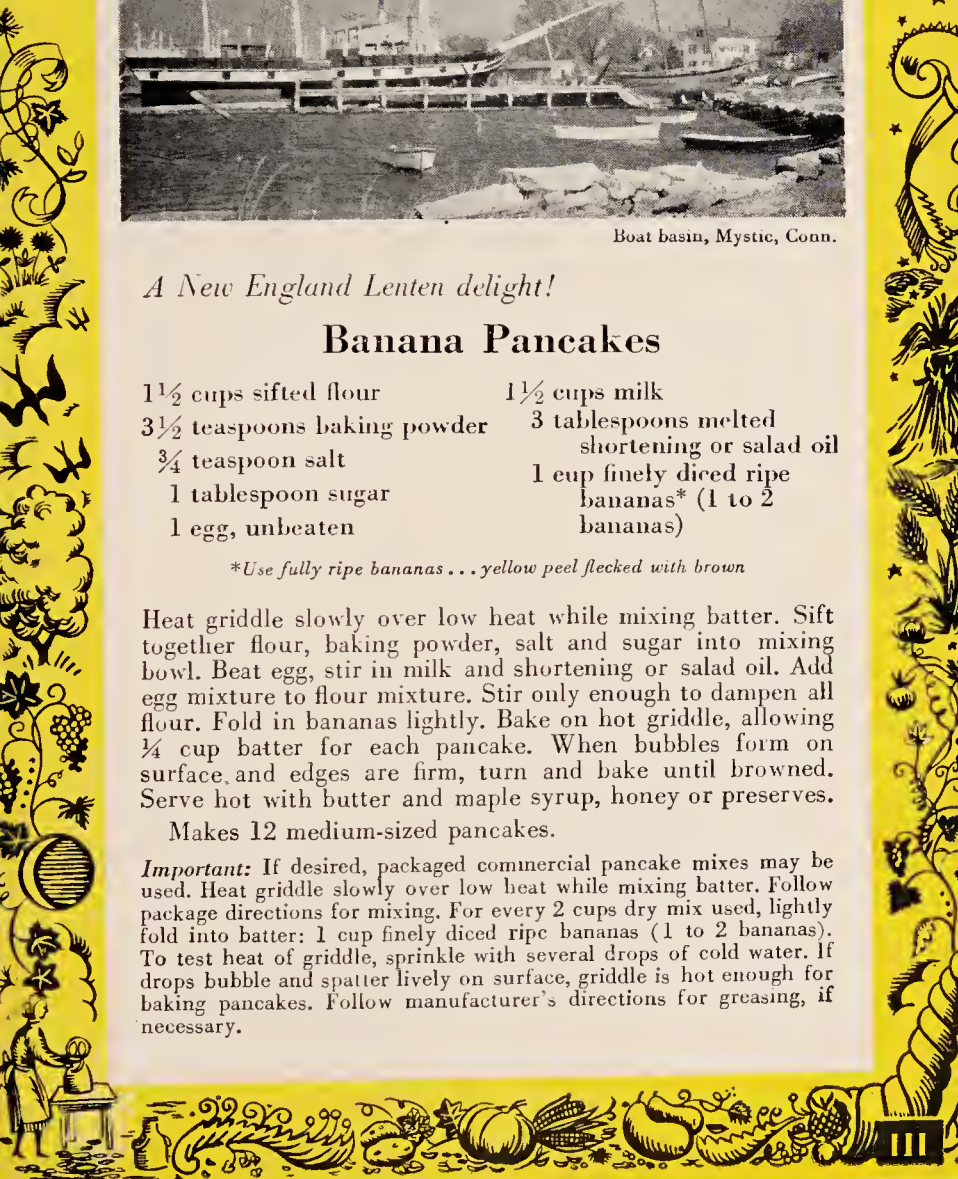 Boat basin, Mystic, Conn.
A New England Lenten delight!
Banana Pancakes
1½ cups sifted flour
3½ teaspoons baking powder
¾ teaspoon salt
1 tablespoon sugar
1 egg, unbeaten
1½ cups milk
3 tablespoons melted
shortening or salad oil
1 cup finely diced ripe
bananas* (1 to 2
bananas)
*Use fully ripe bananas . . . yellow peel flecked with brown
Heat griddle slowly over low heat while mixing batter. Sift
together flour, baking powder, salt and sugar into mixing
bowl. Beat egg, stir in milk and shortening or salad oil. Add
egg mixture to flour mixture. Stir only enough to dampen all
flour. Fold in bananas lightly. Bake on hot griddle, allowing
¼ cup batter for each pancake. When bubbles form on
surface and edges are firm, turn and bake until browned.
Serve hot with butter and maple syrup, honey or preserves.
Makes 12 medium-sized pancakes.
Important: If desired, packaged commercial pancake mixes may be
used. Heat griddle slowly over low heat while mixing batter. Follow
package directions for mixing. For every 2 cups dry mix used, lightly
fold into batter: 1 cup finely diced ripe bananas (1 to 2 bananas).
To test heat of griddle, sprinkle with several drops of cold water. If
drops bubble and spatter lively on surface, griddle is hot enough for
baking pancakes. Follow manufacturer's directions for greasing, if
necessary.
III